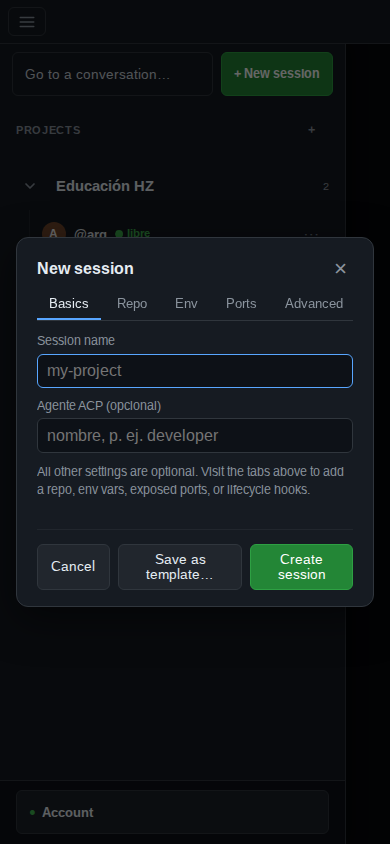 Go to a conversation…
+ New session
PROJECTS
+
Educación HZ
2
A @arq libre ...
New session
Basics Repo Env Ports Advanced
Session name
my-project
Agente ACP (opcional)
nombre, p. ej. developer
All other settings are optional. Visit the tabs above to add
a repo, env vars, exposed ports, or lifecycle hooks.
Cancel
Save as
template…
Create
session
Account